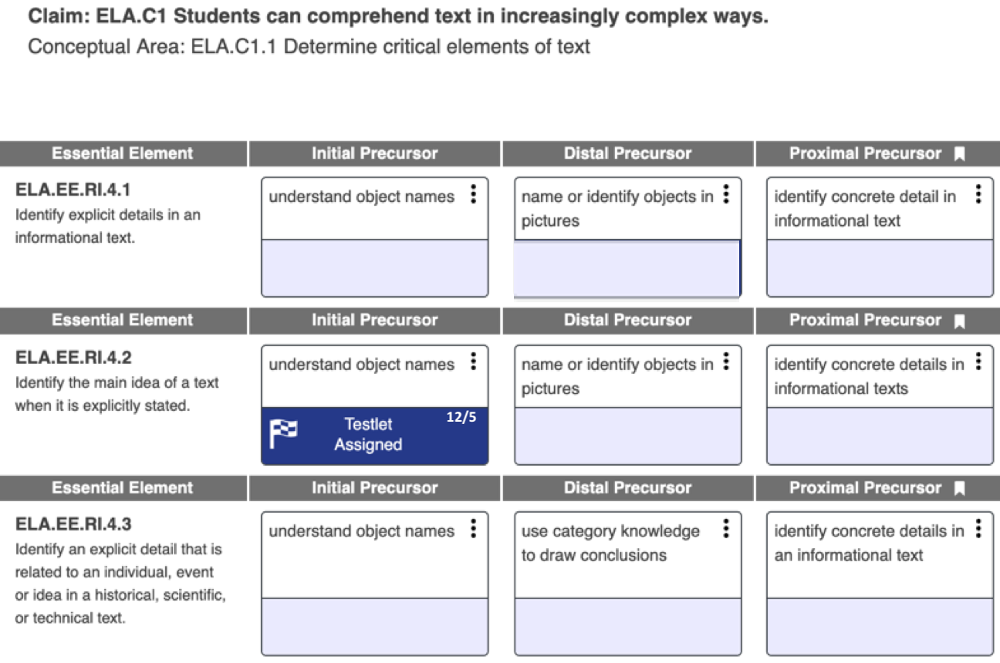 Claim: ELA.C1 Students can comprehend text in increasingly complex ways.
Conceptual Area: ELA.C1.1 Determine critical elements of text
Essential Element
Initial Precursor
Distal Precursor
Proximal Precursor
ELA.EE.RI.4.1
Identify explicit details in an
informational text.
understand object names
name or identify objects in
pictures
identify concrete detail in
informational text
Essential Element
Initial Precursor
Distal Precursor
Proximal Precursor
ELA.EE.RI.4.2
Identify the main idea of a text
when it is explicitly stated.
understand object names
Testlet
Assigned
12/5
name or identify objects in
pictures
identify concrete details in
informational texts
Essential Element
Initial Precursor
Distal Precursor
Proximal Precursor
ELA.EE.RI.4.3
Identify an explicit detail that is
related to an individual, event
or idea in a historical, scientific,
or technical text.
understand object names
use category knowledge
to draw conclusions
identify concrete details in
an informational text